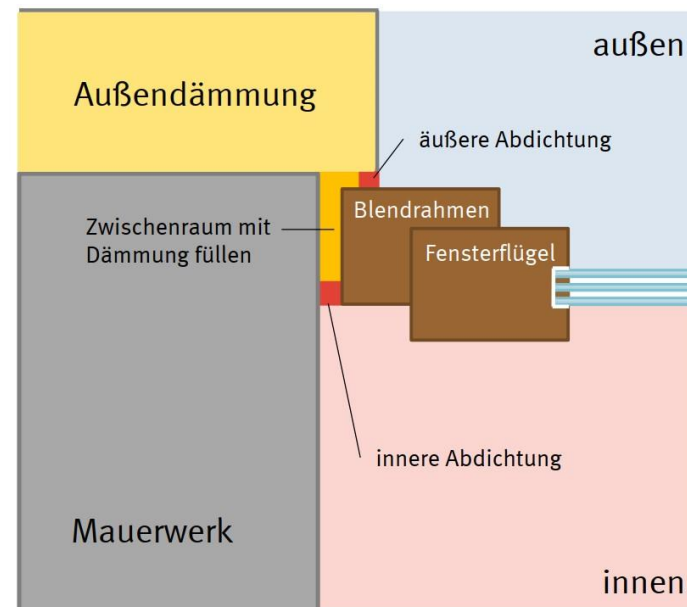 außen
Außendämmung
äußere Abdichtung
Blendrahmen
Zwischenraum mit
Dämmung füllen
Fensterflügel
innere Abdichtung
Mauerwerk
innen